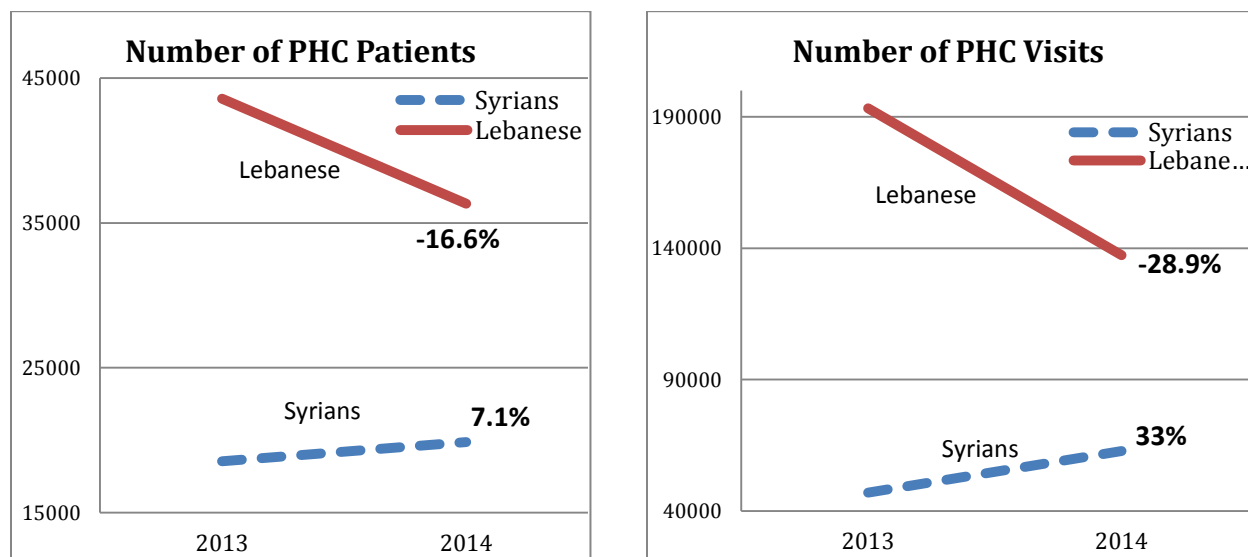 Number of PHC Patients
45000
35000
25000
15000
Syrians
Lebanese
Lebanese
-16.6%
Syrians
7.1%
2013 2014
Number of PHC Visits
190000
140000
90000
40000
Syrians
Lebane...
Lebanese
-28.9%
Syrians
33%
2013 2014